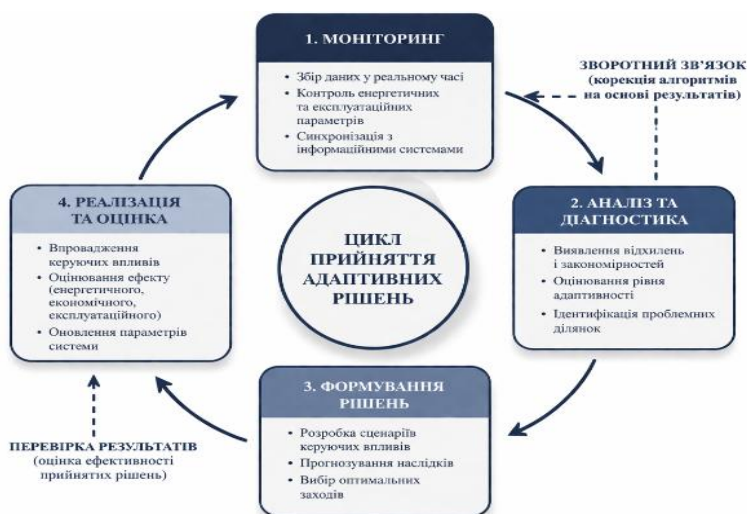 1. МОНІТОРИНГ
• Збір даних у реальному часі
• Контроль енергетичних
та експлуатаційних
параметрів
• Синхронізація з
інформаційними системами
ЗВОРОТНИЙ ЗВ'ЯЗОК
(корекція алгоритмів
на основі результатів)
2. АНАЛІЗ ТА
ДІАГНОСТИКА
• Виявлення відхилень
і закономірностей
• Оцінювання рівня
адаптивності
• Ідентифікація проблемних
ділянок
ЦИКЛ
ПРИЙНЯТТЯ
АДАПТИВНИХ
РІШЕНЬ
3. ФОРМУВАННЯ
РІШЕНЬ
• Розробка сценаріїв
керуючих впливів
• Прогнозування наслідків
• Вибір оптимальних
заходів
4. РЕАЛІЗАЦІЯ
ТА ОЦІНКА
• Впровадження
керуючих впливів
• Оцінювання ефекту
(енергетичного,
економічного,
експлуатаційного)
• Оновлення параметрів
системи
ПЕРЕВІРКА РЕЗУЛЬТАТІВ
(оцінка ефективності
прийнятих рішень)